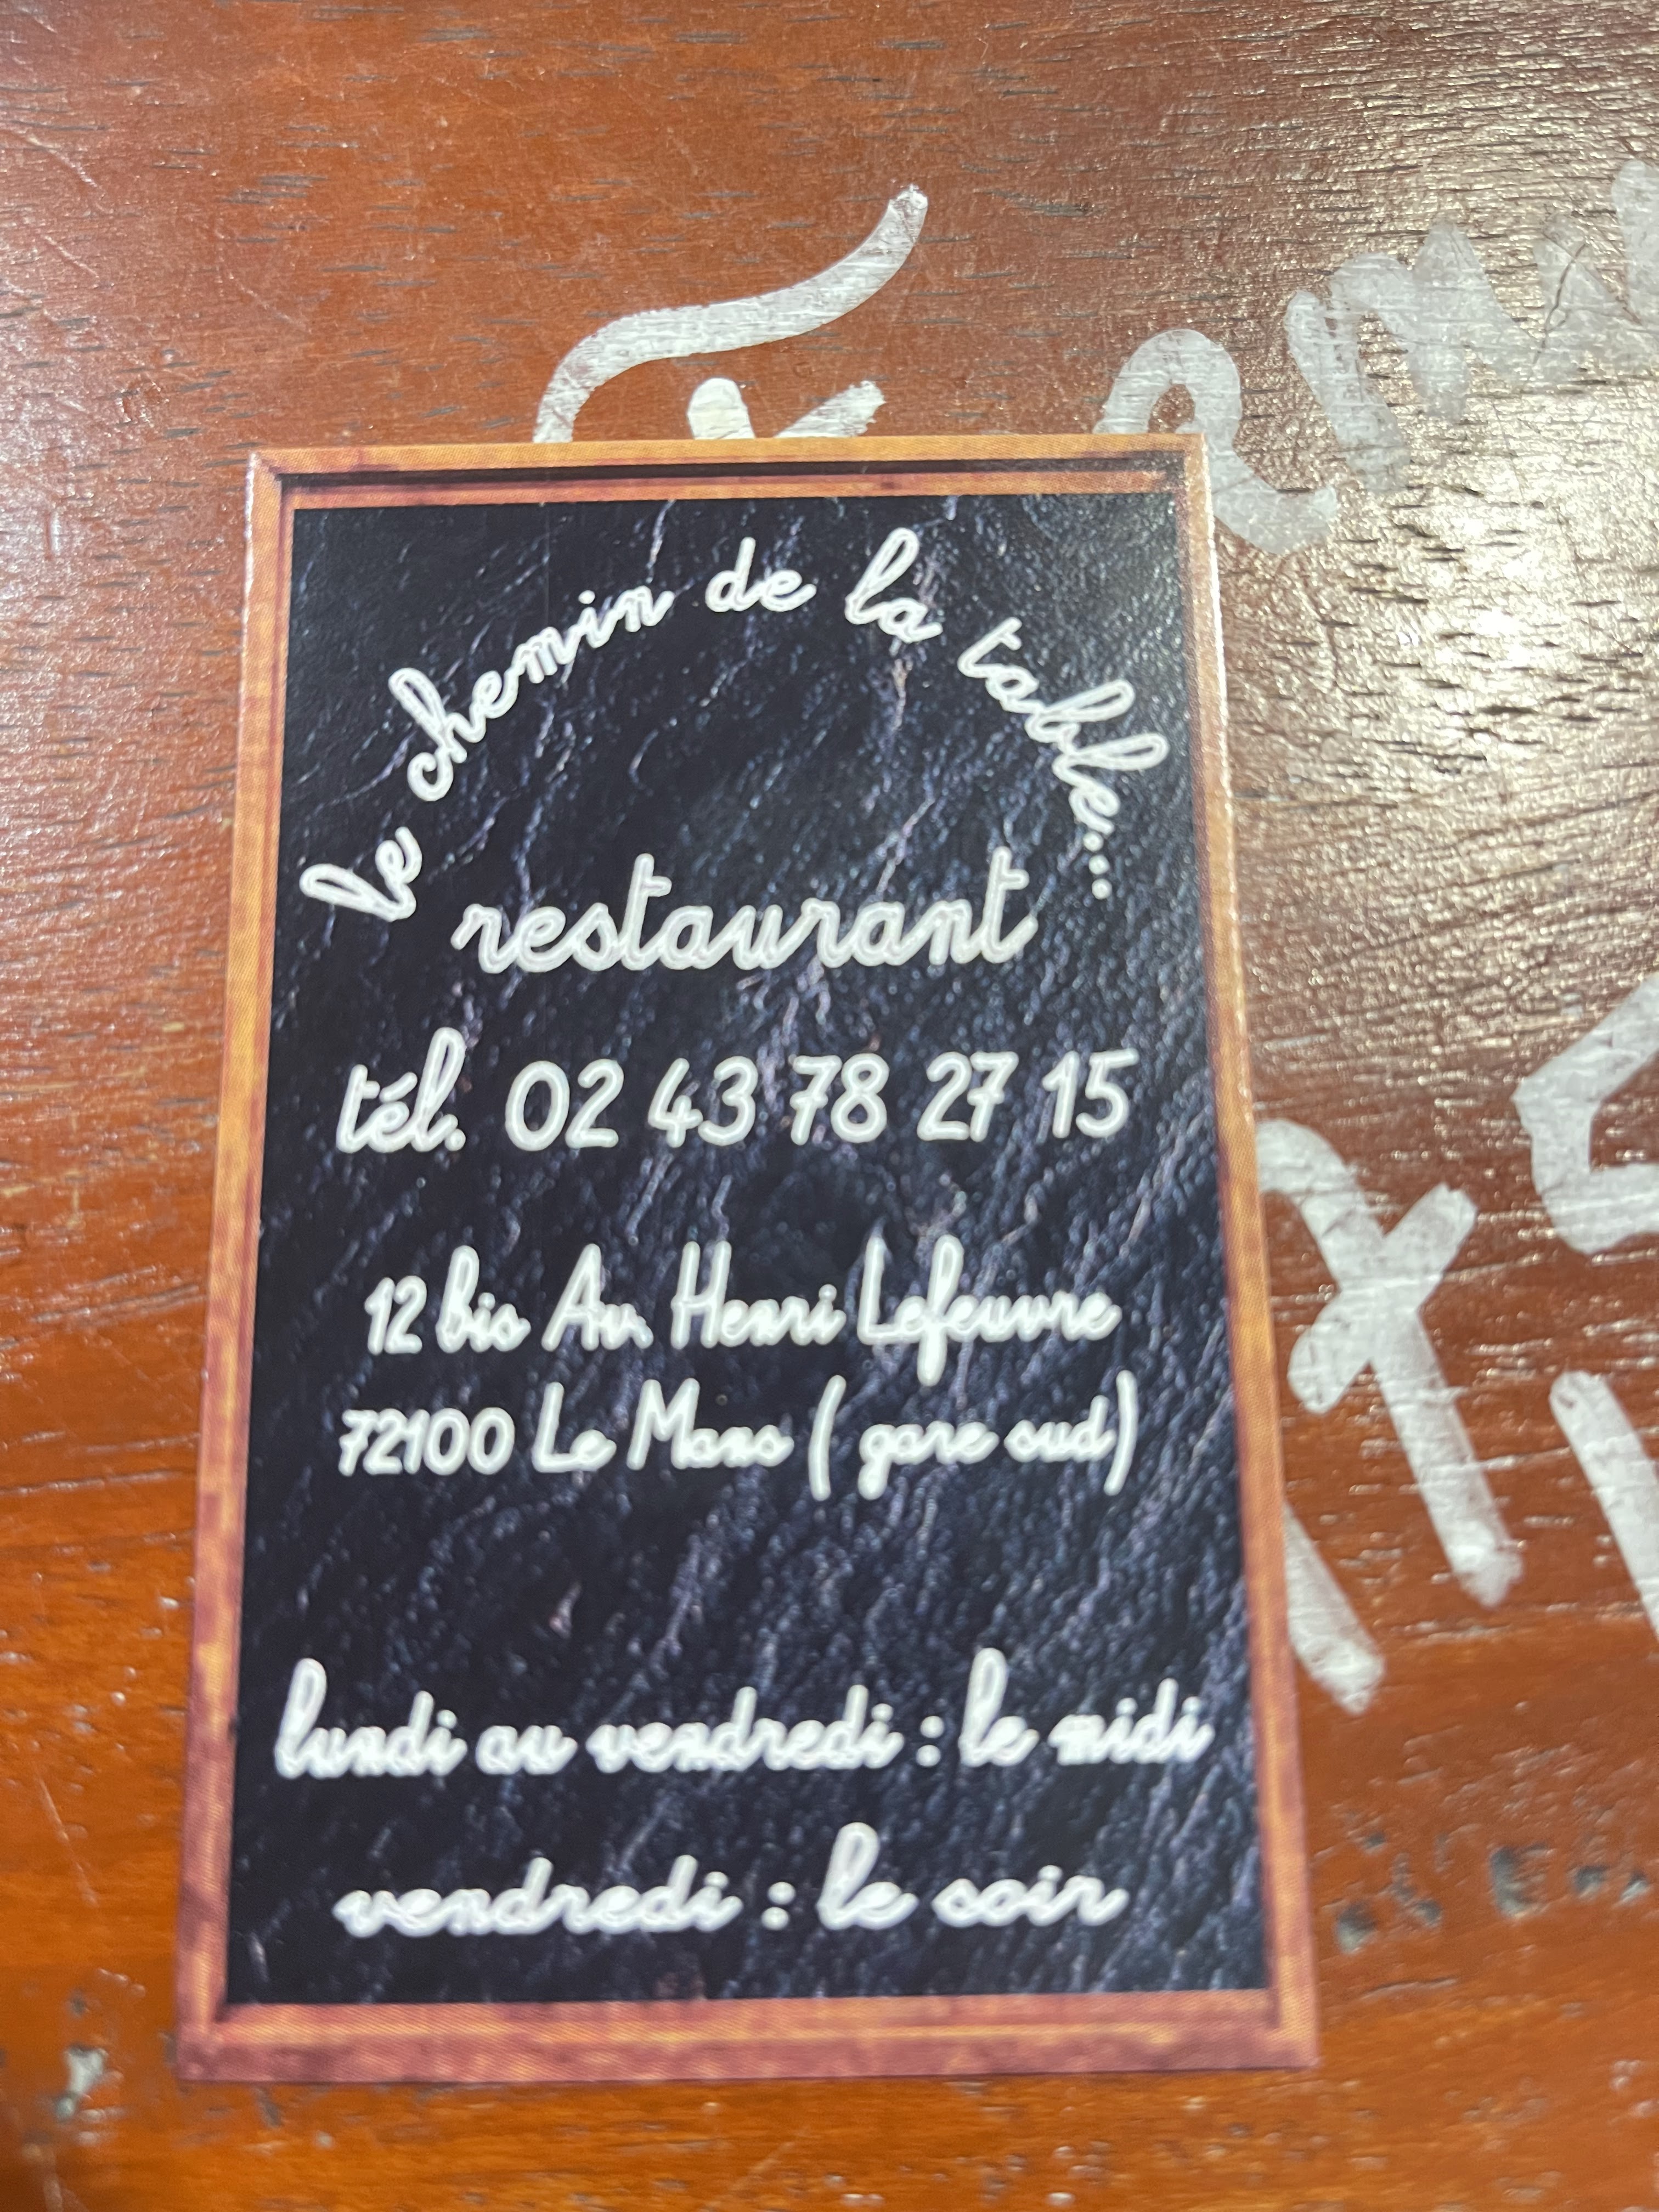 le chemin de la table...
restaurant
tél. 02 43 78 27 15
12 bis Av. Henri Lefeuvre
72100 Le Mans ( gare sud)
lundi au vendredi : le midi
vendredi : le soir